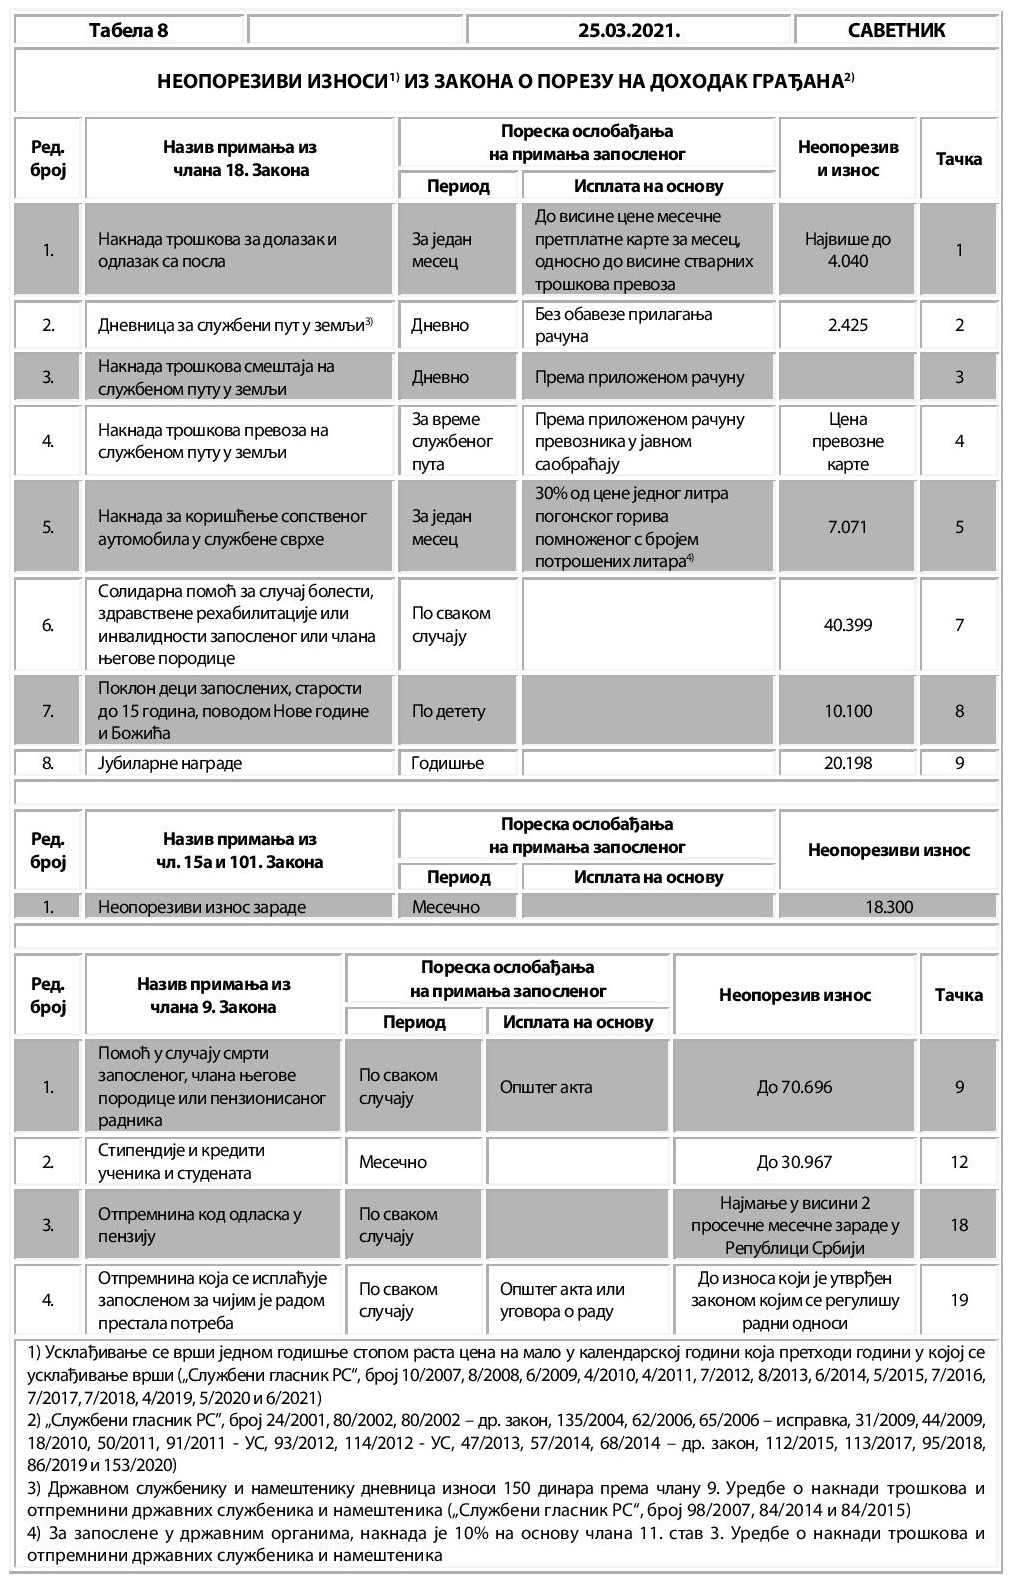 Табела 8 25.03.2021. САВЕТНИК
НЕОПОРЕЗИВИ ИЗНОСИ1) ИЗ ЗАКОНА О ПОРЕЗУ НА ДОХОДАК ГРАЂАНА2)
Ред. број
Назив примања из
члана 18. Закона
Пореска ослобађања
на примања запосленог
Период
Исплата на основу
Неопорезив
и износ
Тачка
1.
Накнада трошкова за долазак и
одлазак са посла
За један
месец
До висине цене месечне
претплатне карте за месец,
односно до висине стварних
трошкова превоза
Највише до
4.040
1
2.
Дневница за службени пут у земљи3)
Дневно
Без обавезе прилагања
рачуна
2.425
2
3.
Накнада трошкова смештаја на
службеном путу у земљи
Дневно
Према приложеном рачуну
3
4.
Накнада трошкова превоза на
службеном путу у земљи
За време
службеног
пута
Према приложеном рачуну
превозника у јавном
саобраћају
Цена
превозне
карте
4
5.
Накнада за коришћење сопственог
аутомобила у службене сврхе
За један
месец
30% од цене једног литра
погонског горива
помноженог с бројем
потрошених литара4)
7.071
5
6.
Солидарна помоћ за случај болести,
здравствене рехабилитације или
инвалидности запосленог или члана
његове породице
По сваком
случају
40.399
7
7.
Поклон деци запослених, старости
до 15 година, поводом Нове године
и Божића
По детету
10.100
8
8.
Јубиларне награде
Годишње
20.198
9
Ред.
број
Назив примања из
чл. 15а и 101. Закона
Пореска ослобађања
на примања запосленог
Период
Исплата на основу
Неопорезиви износ
1.
Неопорезиви износ зараде
Месечно
18.300
Ред.
број
Назив примања из
члана 9. Закона
Пореска ослобађања
на примања запосленог
Период
Исплата на основу
Неопорезив износ
Тачка
1.
Помоћ у случају смрти
запосленог, члана његове
породице или пензионисаног
радника
По сваком
случају
Општег акта
До 70.696
9
2.
Стипендије и кредити
ученика и студената
Месечно
До 30.967
12
3.
Отпремнина код одласка у
пензију
По сваком
случају
Најмање у висини 2
просечне месечне зараде у
Републици Србији
18
4.
Отпремнина која се исплаћује
запосленом за чијим је радом
престала потреба
По сваком
случају
Општег акта или
уговора о раду
До износа који је утврђен
законом којим се регулишу
радни односи
19
1) Усклађивање се врши једном годишње стопом раста цена на мало у календарској години која претходи години у којој се
усклађивање врши („Службени гласник РС“, број 10/2007, 8/2008, 6/2009, 4/2010, 4/2011, 7/2012, 8/2013, 6/2014, 5/2015, 7/2016,
7/2017, 7/2018, 4/2019, 5/2020 и 6/2021)
2) „Службени гласник РС”, број 24/2001, 80/2002, 80/2002 – др. закон, 135/2004, 62/2006, 65/2006 – исправка, 31/2009, 44/2009,
18/2010, 50/2011, 91/2011 - УС, 93/2012, 114/2012 - УС, 47/2013, 57/2014, 68/2014 – др. закон, 112/2015, 113/2017, 95/2018,
86/2019 и 153/2020)
3) Државном службенику и намештенику дневница износи 150 динара према члану 9. Уредбе о накнади трошкова и
отпремнини државних службеника и намештеника („Службени гласник РС“, број 98/2007, 84/2014 и 84/2015)
4) За запослене у државним органима, накнада је 10% на основу члана 11. став 3. Уредбе о накнади трошкова и
отпремнини државних службеника и намештеника